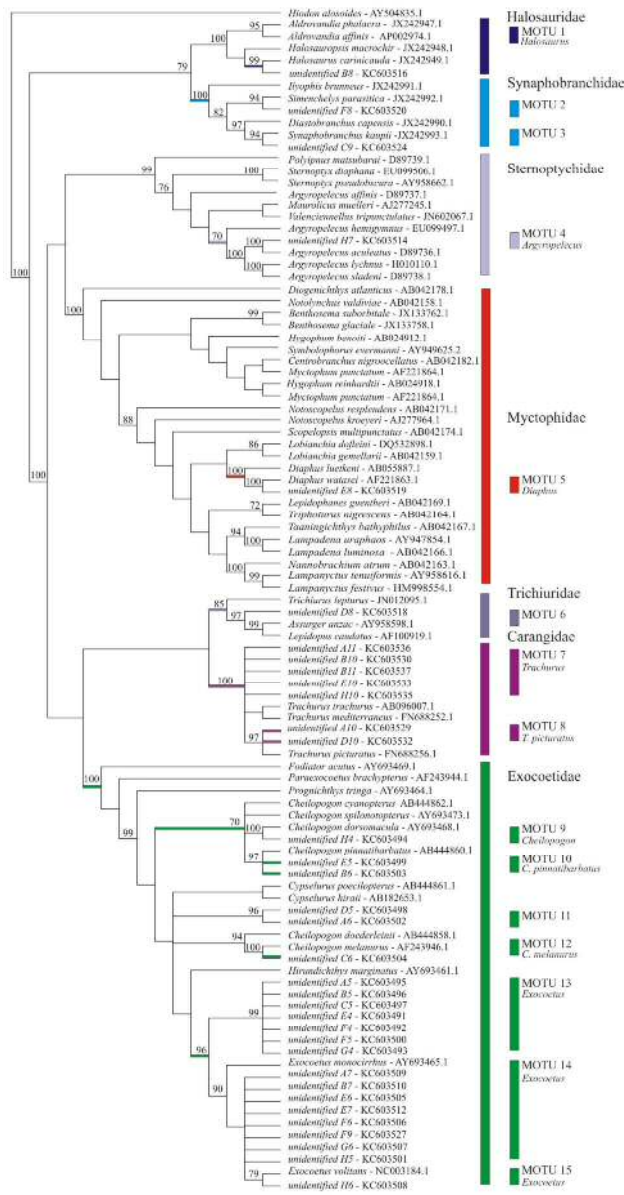 Hiodon alosoides - AY504835.1
Aldrovandia phalacra - JX242947.1
Aldrovandia affinis - AP002974.1
Halosauropsis macrochir - JX242948.1
Halosaurus carinicauda - JX242949.1
unidentified B8 - KC603516
Ilyophis brunneus - JX242991.1
Simenchelys parasitica - JX242992.1
unidentified F8 - KC603520
Diastobranchus capensis - JX242990.1
Synaphobranchus kaupii - JX242993.1
unidentified C9 - KC603524
Polyipnus matsubarai - D89739.1
Sternoptyx diaphana - EU099506.1
Sternoptyx pseudobscura - AY958662.1
Argyropelecus affinis - D89737.1
Maurolicus muelleri - AJ277245.1
Valenciennellus tripunctulatus - JN602067.1
Argyropelecus hemigymnus - EU099497.1
unidentified H7 - KC603514
Argyropelecus aculeatus - D89736.1
Argyropelecus lychnus - H010110.1
Argyropelecus sladeni - D89738.1
Diogenichthys atlanticus - AB042178.1
Notolynchus valdiviae - AB042158.1
Benthosema suborbitale - JX133762.1
Benthosema glaciale - JX133758.1
Hygophum benoiti - AB024912.1
Symbolophorus evermanni - AY949625.2
Centrobranchus nigroocellatus - AB042182.1
Myctophum punctatum - AF221864.1
Hygophum reinhardtii - AB024918.1
Myctophum punctatum - AF221864.1
Notoscopelus resplendens - AB042171.1
Notoscopelus kroeyeri - AJ277964.1
Scopelopsis multipunctatus - AB042174.1
Lobianchia dofleini - DQ532898.1
Lobianchia gemellarii - AB042159.1
Diaphus luetkeni - AB055887.1
Diaphus watasei - AF221863.1
unidentified E8 - KC603519
Lepidophanes guentheri - AB042169.1
Triphoturus nigrescens - AB042164.1
Taaningichthys bathyphilus - AB042167.1
Lampadena uraphaos - AY947854.1
Lampadena luminosa - AB042166.1
Nannobrachium atrum - AB042163.1
Lampanyctus tenuiformis - AY958616.1
Lampanyctus festivus - HM998554.1
Trichiurus lepturus - JN012095.1
unidentified D8 - KC603518
Assurger anzac - AY958598.1
Lepidopus caudatus - AF100919.1
unidentified A11 - KC603536
unidentified B10 - KC603530
unidentified B11 - KC603537
unidentified E10 - KC603533
unidentified H10 - KC603535
Trachurus trachurus - AB096007.1
Trachurus mediterraneus - FN688252.1
unidentified A10 - KC603529
unidentified D10 - KC603532
Trachurus picturatus - FN688256.1
Fodiator acutus - AY693469.1
Parexocoetus brachypterus - AF243944.1
Prognichthys tringa - AY693464.1
Cheilopogon cyanopterus AB444862.1
Cheilopogon spilonotopterus - AY693473.1
Cheilopogon dorsomacula - AY693468.1
unidentified H4 - KC603494
Cheilopogon pinnatibarbatus - AB444860.1
unidentified E5 - KC603499
unidentified B6 - KC603503
Cypselurus poecilopterus - AB444861.1
Cypselurus hiraii - AB182653.1
unidentified D5 - KC603498
unidentified A6 - KC603502
Cheilopogon doederleinii - AB444858.1
Cheilopogon melanurus - AF243946.1
unidentified C6 - KC603504
Hirundichthys marginatus - AY693461.1
unidentified A5 - KC603495
unidentified B5 - KC603496
unidentified C5 - KC603497
unidentified E4 - KC603491
unidentified F4 - KC603492
unidentified F5 - KC603500
unidentified G4 - KC603493
Exocoetus monocirrhus - AY693465.1
unidentified A7 - KC603509
unidentified B7 - KC603510
unidentified E6 - KC603505
unidentified E7 - KC603512
unidentified F6 - KC603506
unidentified F9 - KC603527
unidentified G6 - KC603507
unidentified H5 - KC603501
Exocoetus volitans - NC003184.1
unidentified H6 - KC603508
95
100
99
79
100
94
82
97
94
99
100
76
70
100
100
100
100
100
99
100
88
86
100
100
72
94
100
100
99
85
97
99
100
97
100
99
70
100
97
96
94
100
99
96
90
79
Halosauridae
MOTU 1
Halosaurus
Synaphobranchidae
MOTU 2
MOTU 3
Sternoptychidae
MOTU 4
Argyropelecus
Myctophidae
MOTU 5
Diaphus
Trichiuridae
MOTU 6
Carangidae
MOTU 7
Trachurus
MOTU 8
T. picturatus
Exocoetidae
MOTU 9
Cheilopogon
MOTU 10
C. pinnatibarbatus
MOTU 11
MOTU 12
C. melanurus
MOTU 13
Exocoetus
MOTU 14
Exocoetus
MOTU 15
Exocoetus